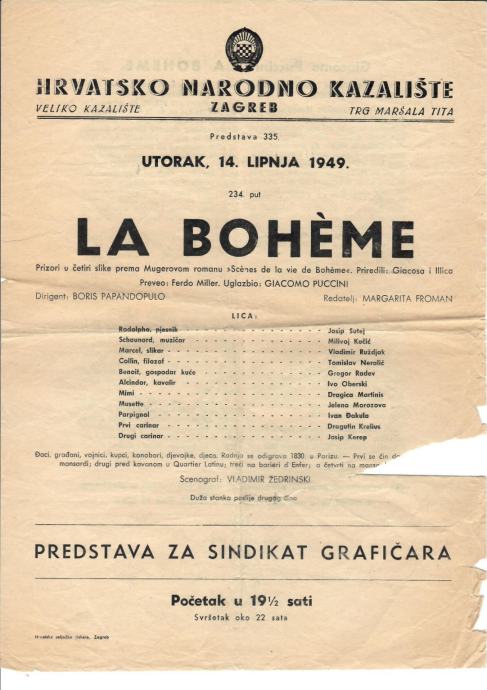 HRVATSKO NARODNO KAZALIŠTE
VELIKO KAZALIŠTE ZAGREB TRG MARŠALA TITA
Predstava 335.
UTORAK, 14. LIPNJA 1949.
234. put
LA BOHÈME
Prizori u četiri slike prema Mugerovom romanu »Scènes de la vie de Bohème«. Priredili: Giacosa i Illica
Preveo: Ferdo Miller. Uglazbio: GIACOMO PUCCINI
Dirigent: BORIS PAPANDOPULO Redatelj: MARGARITA FROMAN
LICA:
Rodolpho, pjesnik Josip Šutej
Schaunard, muzičar Milivoj Kučić
Marcel, slikar Vladimir Ruždjak
Collin, filozof Tomislav Neralić
Benoit, gospodar kuće Gregor Radev
Alcindor, kavalir Ivo Oberski
Mimi Dragica Martinis
Musette Jelena Morozova
Parpignol Ivan Đakula
Prvi carinar Dragutin Krelius
Drugi carinar Josip Kerep
Đaci, građani, vojnici, kupci, konobari, djevojke, djeca. Radnja se odigrava 1830. u Parizu. — Prvi se čin
mansardi; drugi pred kavanom u Quartier Latinu; treći na barieri d'Enfer; a četvrti na
Scenograf: VLADIMIR ŽEDRINSKI
Duža stanka poslije drugog čina
PREDSTAVA ZA SINDIKAT GRAFIČARA
Početak u 19½ sati
Svršetak oko 22 sata
Hrvatska seljačka tiskara, Zagreb